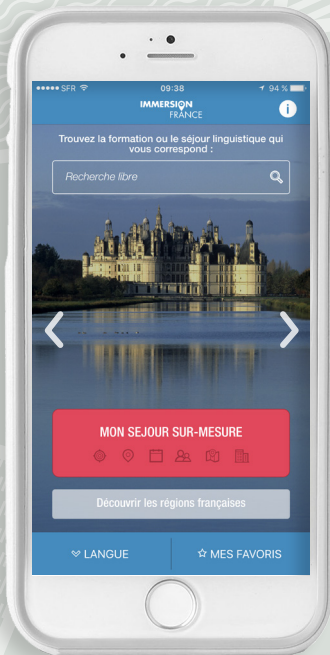 SFR 09:38 94 %
IMMERSION
FRANCE
i
Trouvez la formation ou le séjour linguistique qui
vous correspond :
Recherche libre
MON SEJOUR SUR-MESURE
Découvrir les régions françaises
LANGUE MES FAVORIS